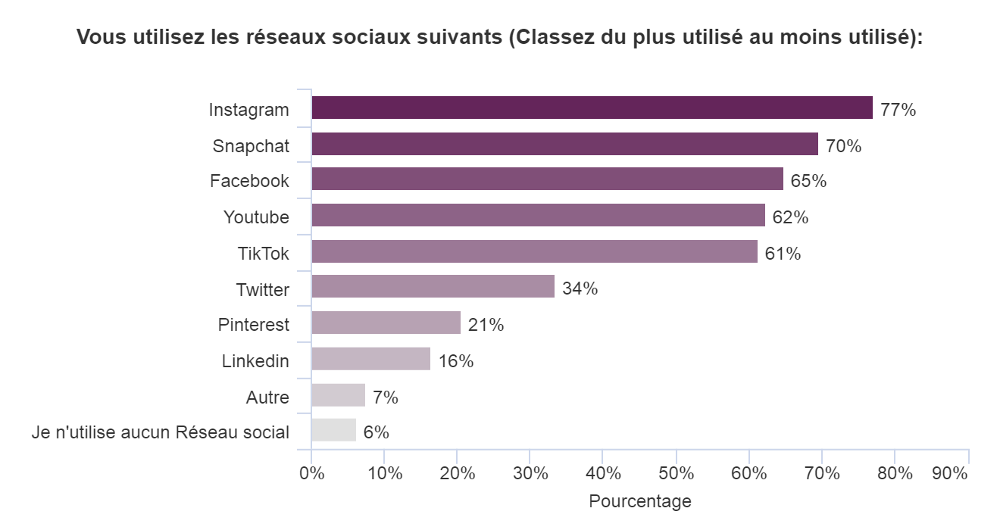 Vous utilisez les réseaux sociaux suivants (Classez du plus utilisé au moins utilisé):
Instagram 77%
Snapchat 70%
Facebook 65%
Youtube 62%
TikTok 61%
Twitter 34%
Pinterest 21%
Linkedin 16%
Autre 7%
Je n'utilise aucun Réseau social 6%
0% 10% 20% 30% 40% 50% 60% 70% 80% 90%
Pourcentage